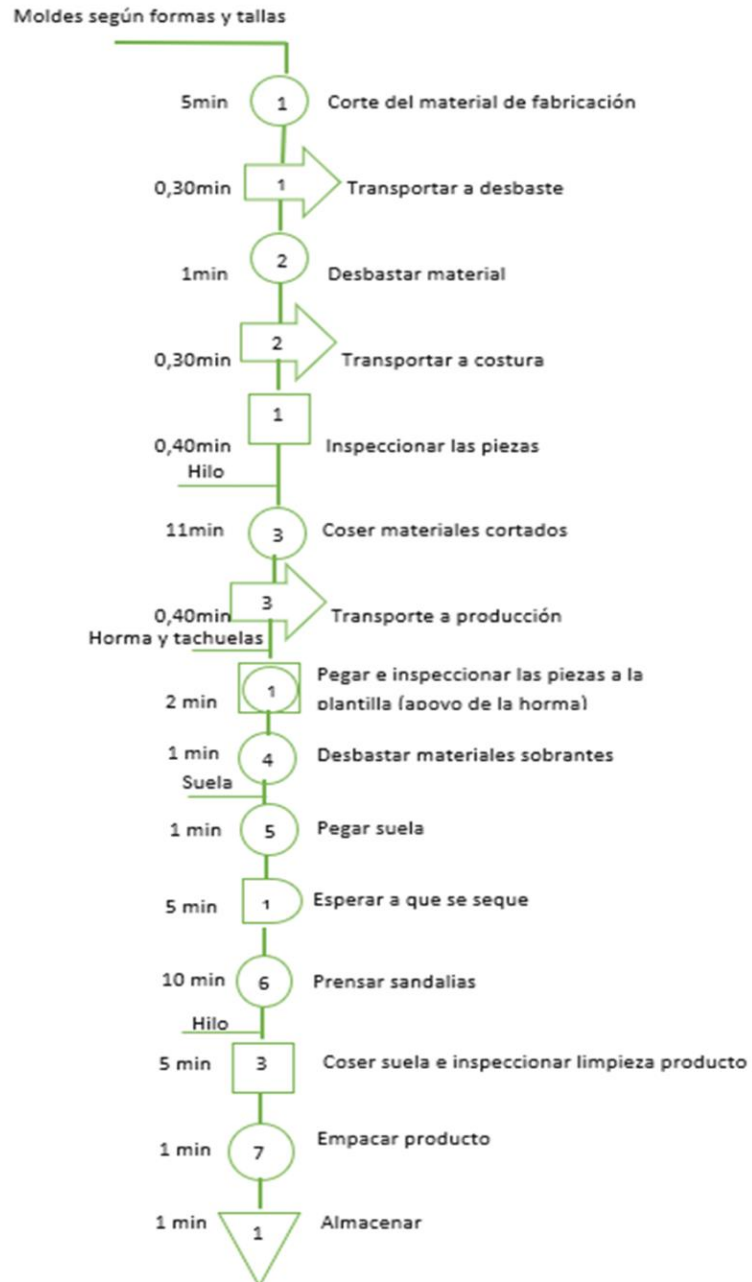 Moldes según formas y tallas
5min 1 Corte del material de fabricación
0,30min 1 Transportar a desbaste
1min 2 Desbastar material
0,30min 2 Transportar a costura
0,40min 1 Inspeccionar las piezas
Hilo
11min 3 Coser materiales cortados
0,40min 3 Transporte a producción
Horma y tachuelas
2 min 1 Pegar e inspeccionar las piezas a la
plantilla (apoyo de la horma)
1 min 4 Desbastar materiales sobrantes
Suela
1 min 5 Pegar suela
5 min 1 Esperar a que se seque
10 min 6 Prensar sandalias
Hilo
5 min 3 Coser suela e inspeccionar limpieza producto
1 min 7 Empacar producto
1 min 1 Almacenar